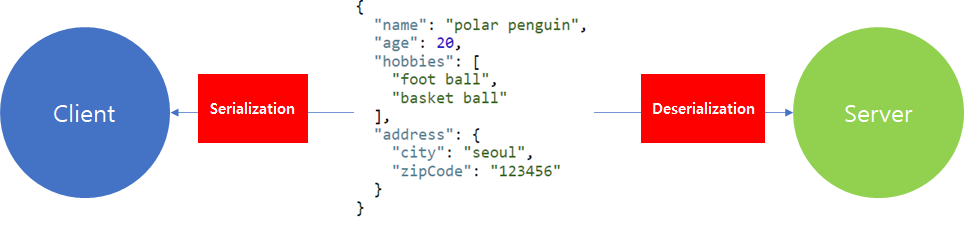 Client
Serialization
{
  "name": "polar penguin",
  "age": 20,
  "hobbies": [
    "foot ball",
    "basket ball"
  ],
  "address": {
    "city": "seoul",
    "zipCode": "123456"
  }
}
Deserialization
Server